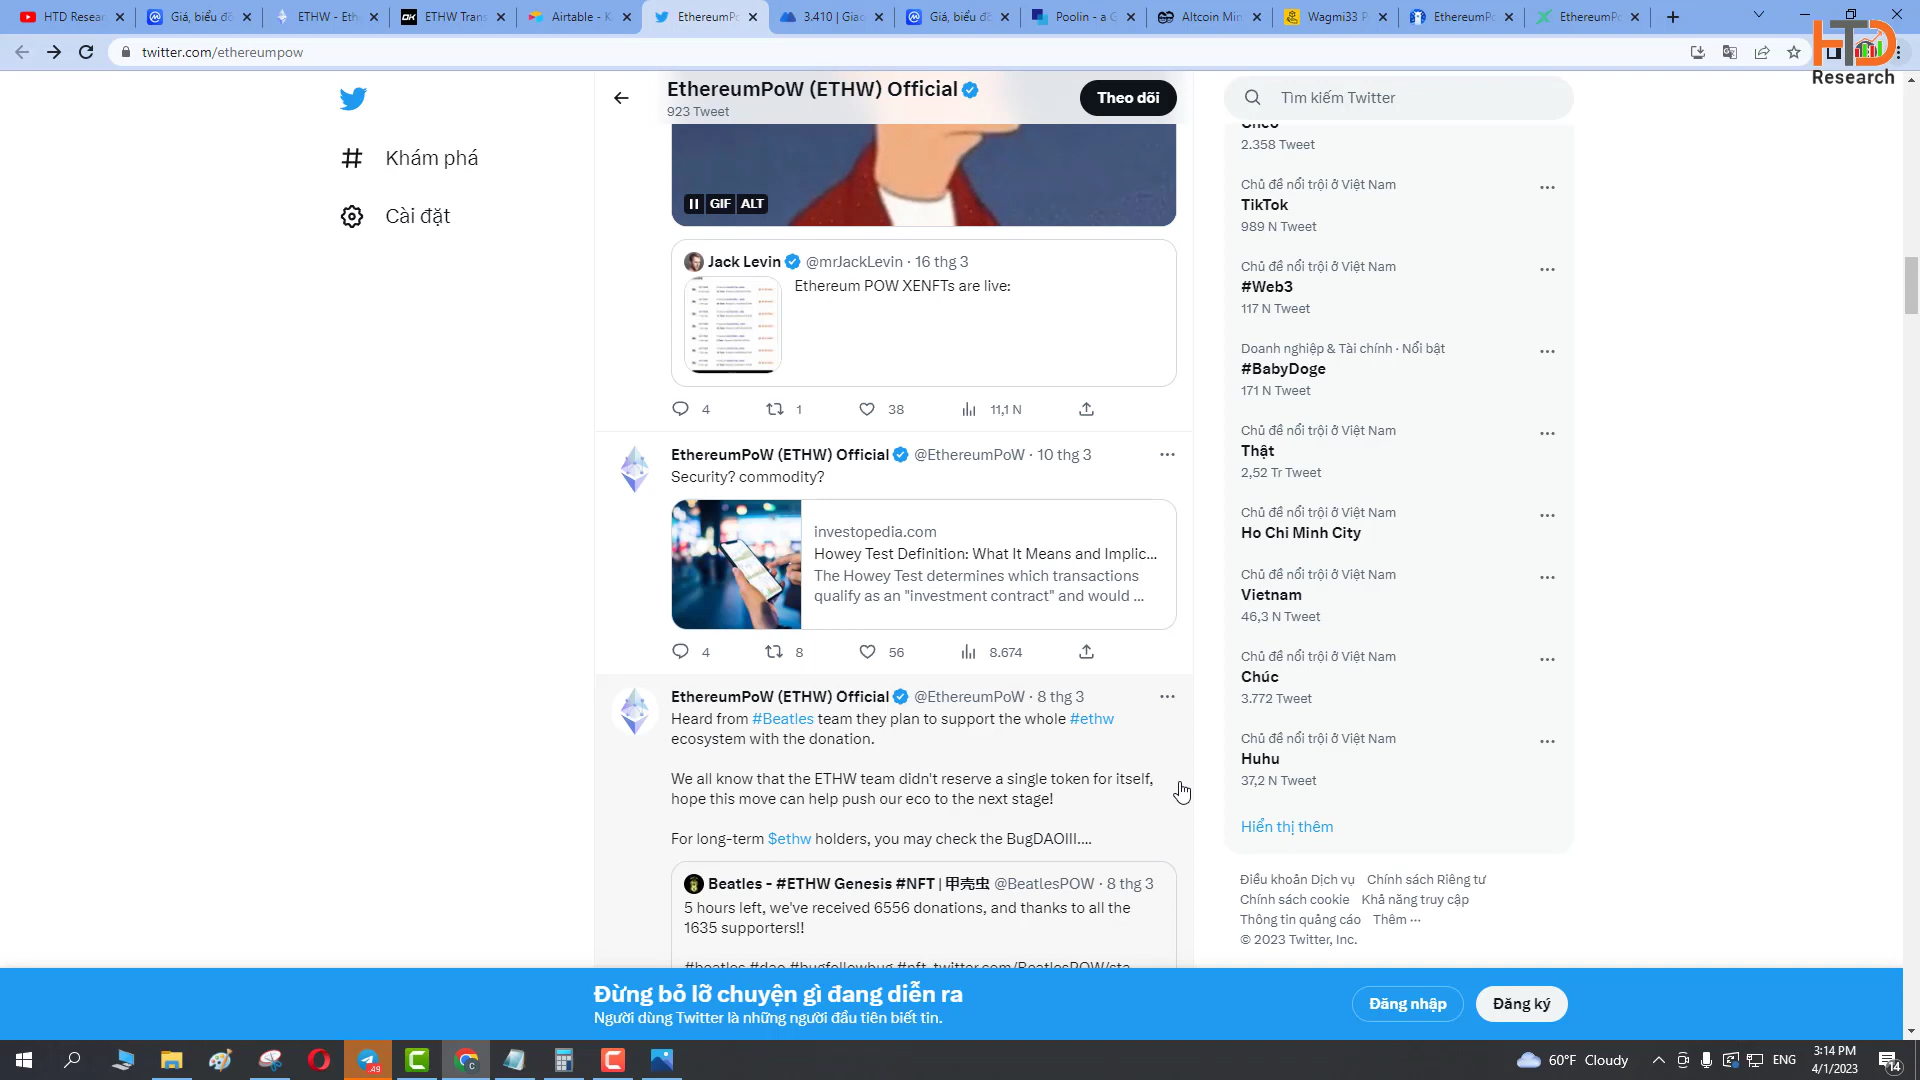 HTD Resear
Giá, biểu đồ
ETHW - Eth
ETHW Trans
Airtable - K
EthereumPo
3.410 | Giao
Giá, biểu đồ
Poolin - a G
Altcoin Min
Wagmi33 P
EthereumPo
EthereumPo
twitter.com/ethereumpow
HTD
Research
Khám phá
Cài đặt
EthereumPoW (ETHW) Official
923 Tweet
Theo dõi
GIF ALT
Jack Levin @mrJackLevin · 16 thg 3
Ethereum POW XENFTs are live:
4 1 38 11,1 N
EthereumPoW (ETHW) Official @EthereumPoW · 10 thg 3
Security? commodity?
investopedia.com
Howey Test Definition: What It Means and Implic...
The Howey Test determines which transactions
qualify as an "investment contract" and would ...
4 8 56 8.674
EthereumPoW (ETHW) Official @EthereumPoW · 8 thg 3
Heard from #Beatles team they plan to support the whole #ethw
ecosystem with the donation.
We all know that the ETHW team didn't reserve a single token for itself,
hope this move can help push our eco to the next stage!
For long-term $ethw holders, you may check the BugDAOIII....
Beatles - #ETHW Genesis #NFT | 甲壳虫 @BeatlesPOW · 8 thg 3
5 hours left, we've received 6556 donations, and thanks to all the
1635 supporters!!
#beatles #dao #bugfollowbug #nft twitter.com/BeatlesPOW/sta...
Tìm kiếm Twitter
2.358 Tweet
Chủ đề nổi trội ở Việt Nam
TikTok
989 N Tweet
Chủ đề nổi trội ở Việt Nam
#Web3
117 N Tweet
Doanh nghiệp & Tài chính · Nổi bật
#BabyDoge
171 N Tweet
Chủ đề nổi trội ở Việt Nam
Thật
2,52 Tr Tweet
Chủ đề nổi trội ở Việt Nam
Ho Chi Minh City
Chủ đề nổi trội ở Việt Nam
Vietnam
46,3 N Tweet
Chủ đề nổi trội ở Việt Nam
Chúc
3.772 Tweet
Chủ đề nổi trội ở Việt Nam
Huhu
37,2 N Tweet
Hiển thị thêm
Điều khoản Dịch vụ Chính sách Riêng tư
Chính sách cookie Khả năng truy cập
Thông tin quảng cáo Thêm ···
© 2023 Twitter, Inc.
Đừng bỏ lỡ chuyện gì đang diễn ra
Người dùng Twitter là những người đầu tiên biết tin.
Đăng nhập
Đăng ký
49
60°F Cloudy
ENG
3:14 PM
4/1/2023
14